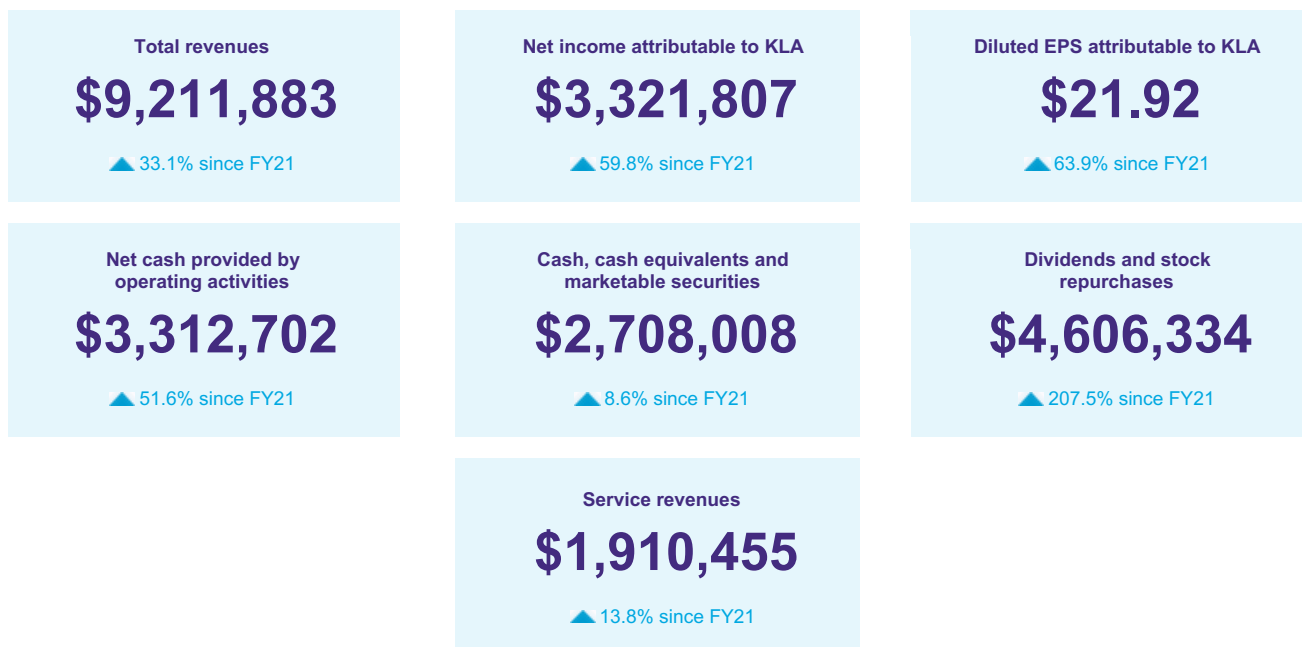 Total revenues
$9,211,883
33.1% since FY21
Net income attributable to KLA
$3,321,807
59.8% since FY21
Diluted EPS attributable to KLA
$21.92
63.9% since FY21
Net cash provided by
operating activities
$3,312,702
51.6% since FY21
Cash, cash equivalents and
marketable securities
$2,708,008
8.6% since FY21
Dividends and stock
repurchases
$4,606,334
207.5% since FY21
Service revenues
$1,910,455
13.8% since FY21